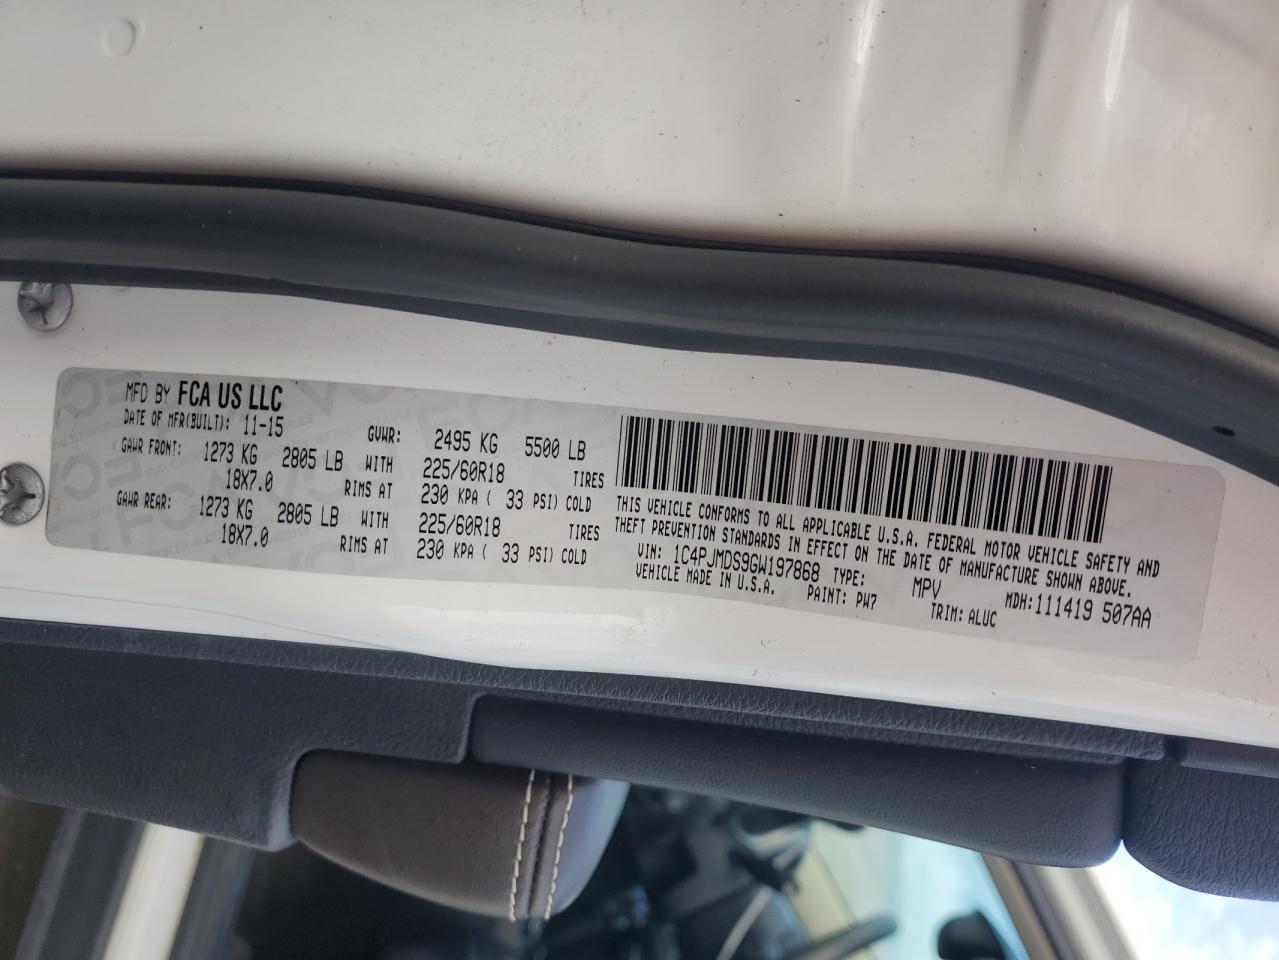 MFD BY FCA US LLC
DATE OF MFR(BUILT): 11-15 GVWR: 2495 KG 5500 LB
GAWR FRONT: 1273 KG 2805 LB WITH 225/60R18 TIRES
18X7.0 RIMS AT 230 KPA ( 33 PSI) COLD
GAWR REAR: 1273 KG 2805 LB WITH 225/60R18 TIRES
18X7.0 RIMS AT 230 KPA ( 33 PSI) COLD
THIS VEHICLE CONFORMS TO ALL APPLICABLE U.S.A. FEDERAL MOTOR VEHICLE SAFETY AND
THEFT PREVENTION STANDARDS IN EFFECT ON THE DATE OF MANUFACTURE SHOWN ABOVE.
VIN: 1C4PJMDS9GW197868 TYPE: MPV MDH:111419 507AA
VEHICLE MADE IN U.S.A. PAINT: PW7 TRIM: ALUC